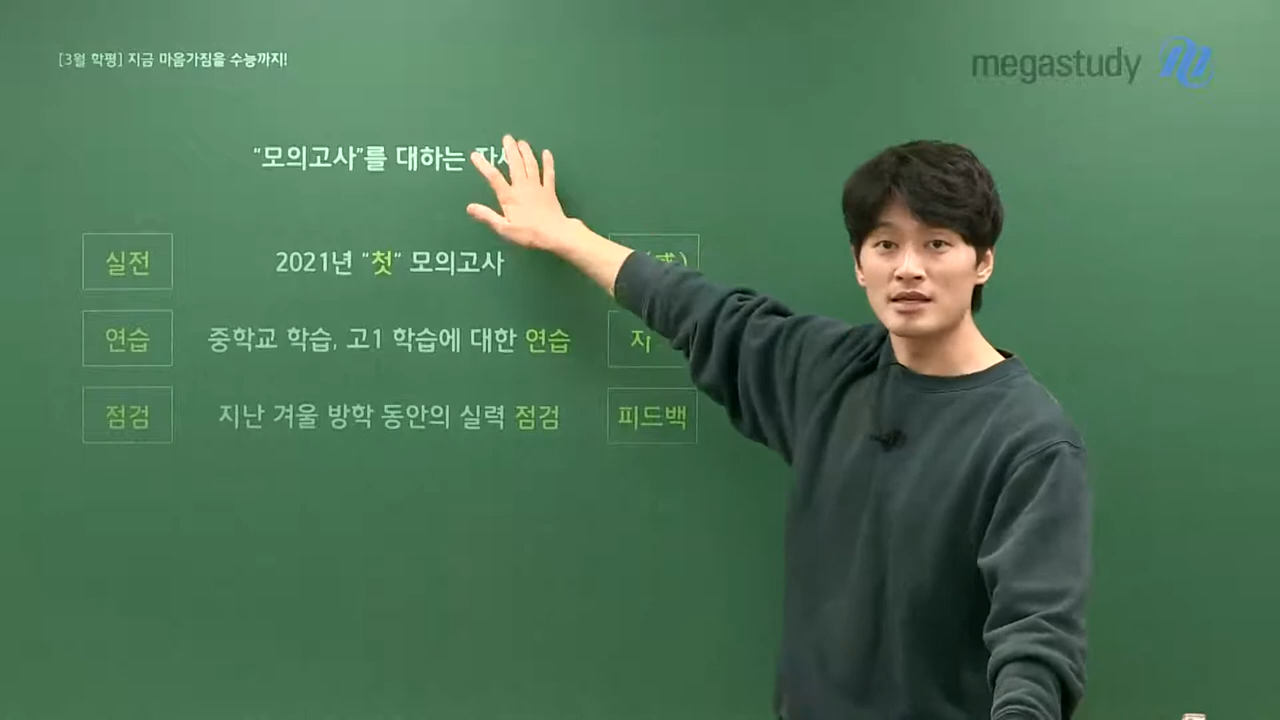 [3월 학평] 지금 마음가짐을 수능까지!
megastudy
"모의고사"를 대하는
실전 2021년 "첫" 모의고사
연습 중학교 학습, 고1 학습에 대한 연습 자
점검 지난 겨울 방학 동안의 실력 점검 피드백